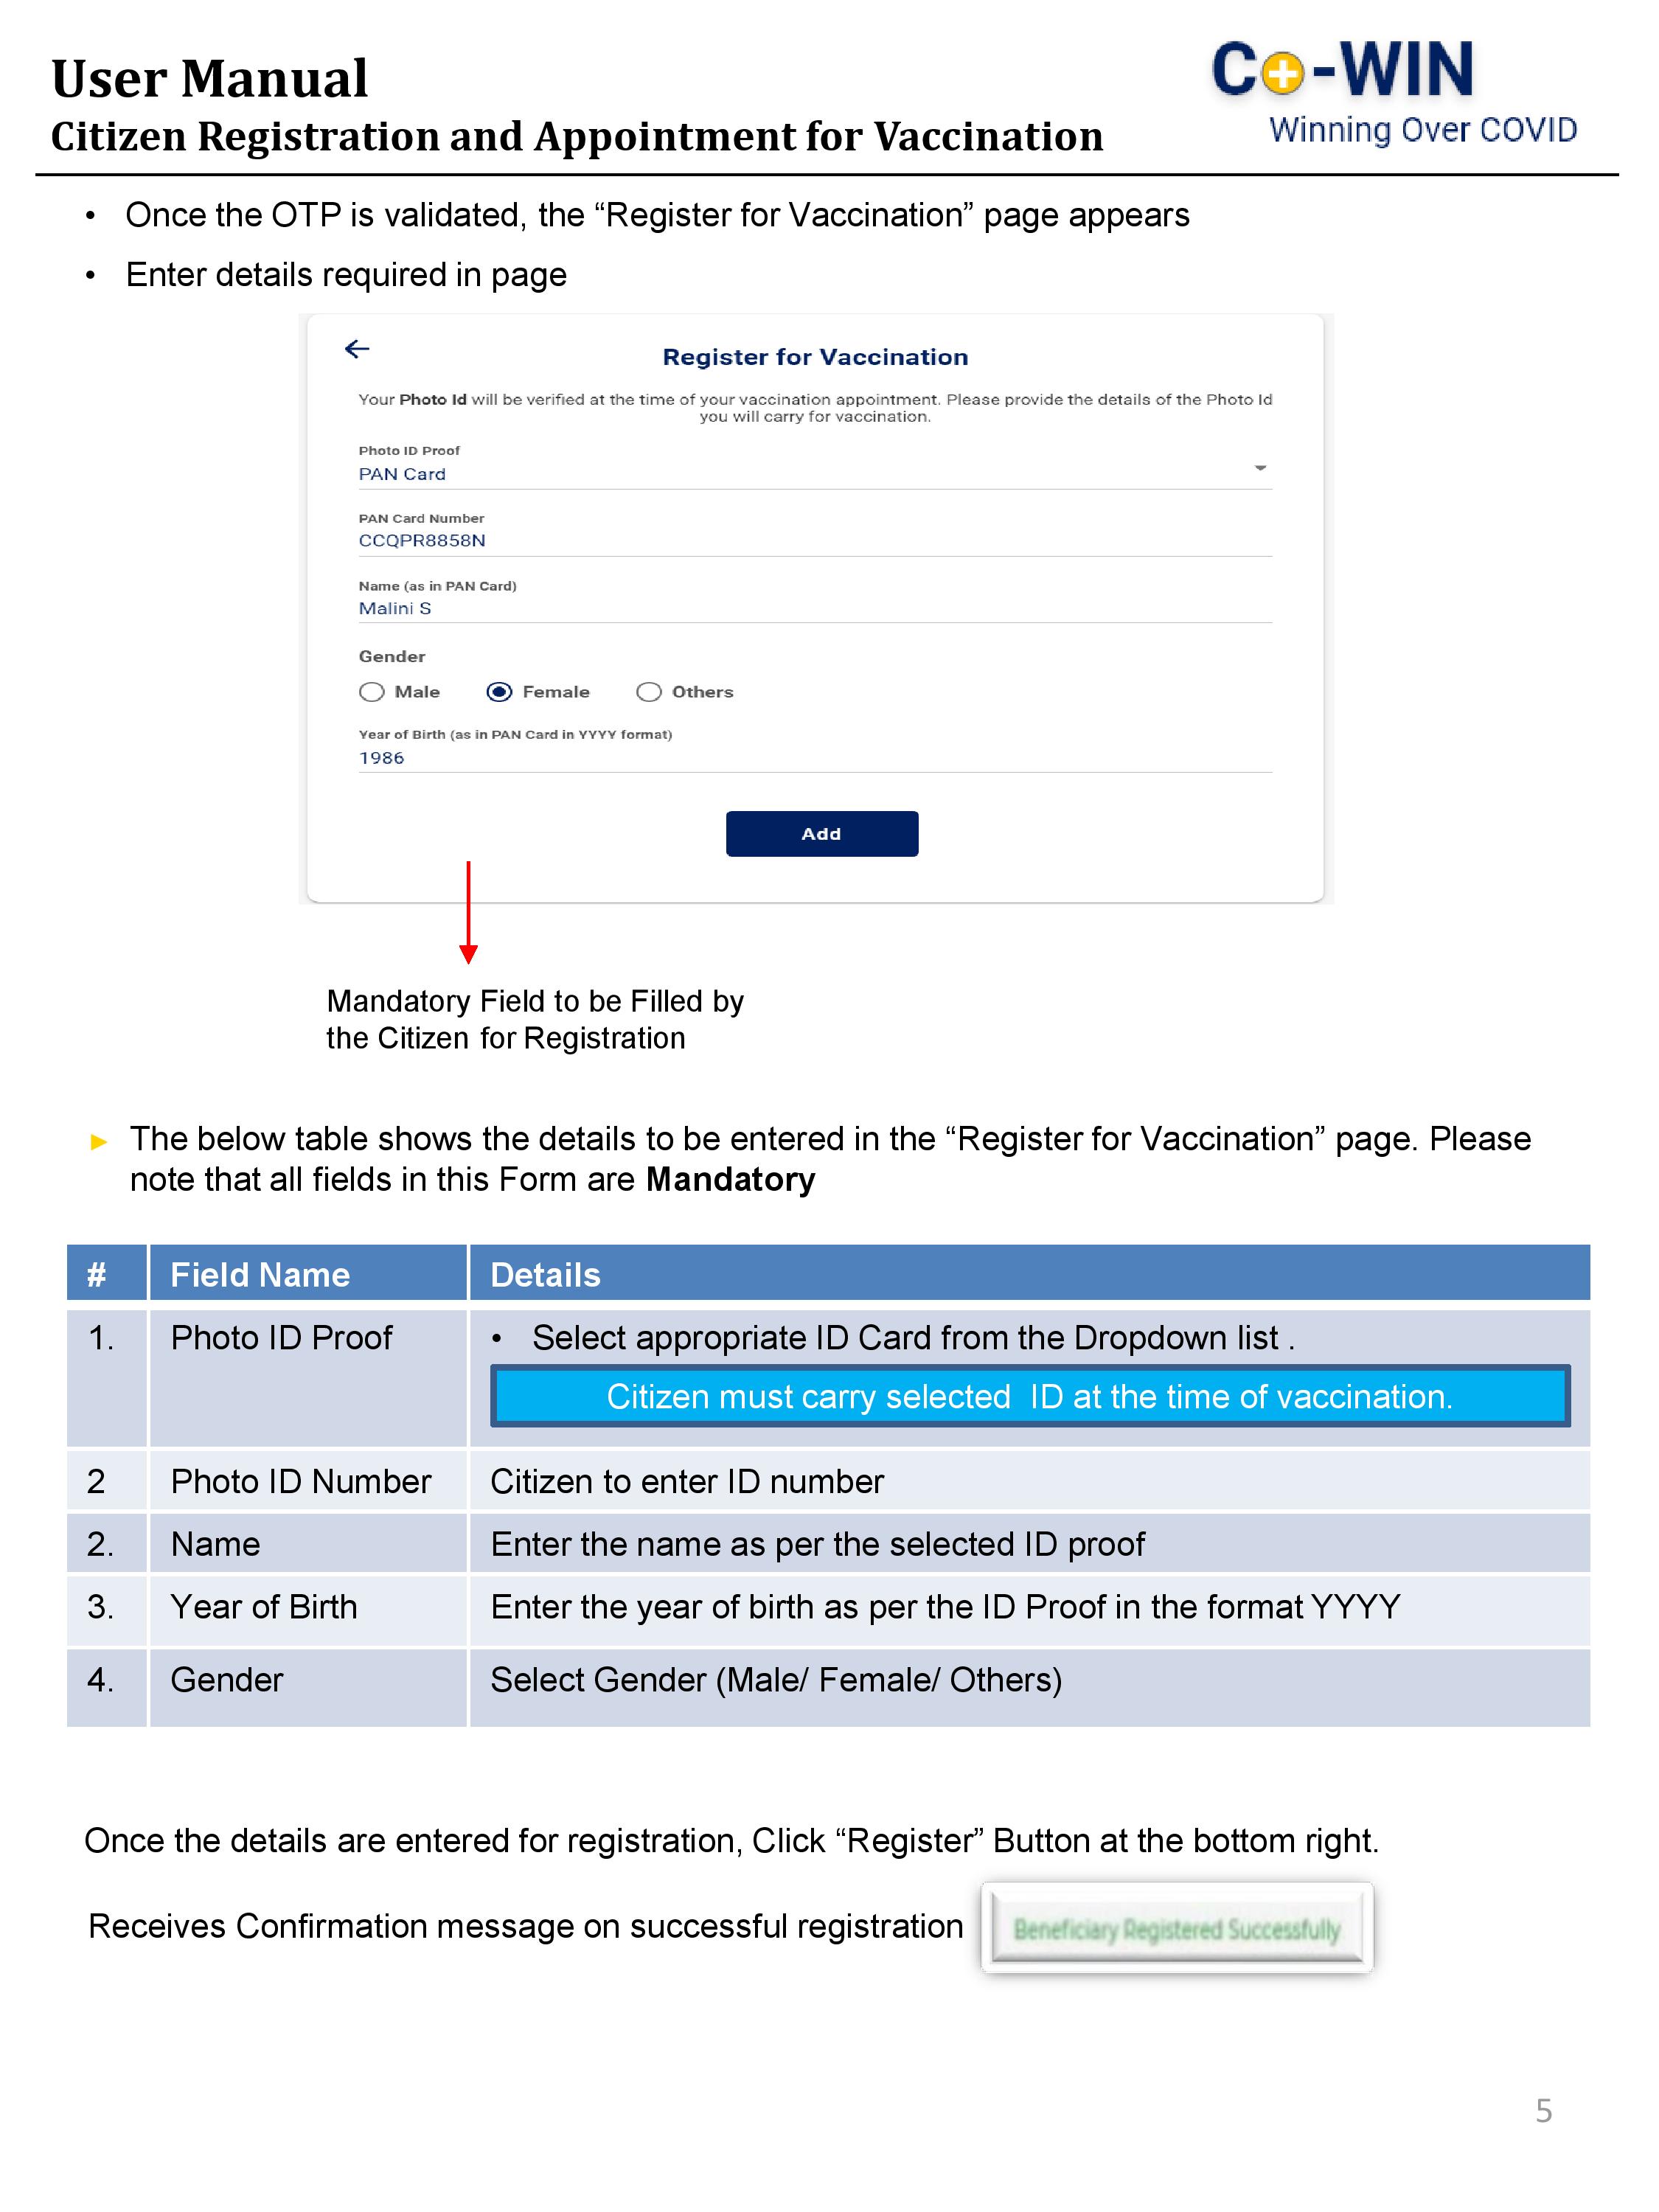 User Manual
Citizen Registration and Appointment for Vaccination
Co-WIN
Winning Over COVID
• Once the OTP is validated, the “Register for Vaccination” page appears
• Enter details required in page
Register for Vaccination
Your Photo Id will be verified at the time of your vaccination appointment. Please provide the details of the Photo Id
you will carry for vaccination.
Photo ID Proof
PAN Card
PAN Card Number
CCQPR8858N
Name (as in PAN Card)
Malini S
Gender
Male Female Others
Year of Birth (as in PAN Card in YYYY format)
1986
Add
Mandatory Field to be Filled by
the Citizen for Registration
► The below table shows the details to be entered in the “Register for Vaccination” page. Please
note that all fields in this Form are Mandatory
# Field Name Details
1. Photo ID Proof • Select appropriate ID Card from the Dropdown list .
Citizen must carry selected ID at the time of vaccination.
2 Photo ID Number Citizen to enter ID number
2. Name Enter the name as per the selected ID proof
3. Year of Birth Enter the year of birth as per the ID Proof in the format YYYY
4. Gender Select Gender (Male/ Female/ Others)
Once the details are entered for registration, Click “Register” Button at the bottom right.
Receives Confirmation message on successful registration Beneficiary Registered Successfully
5